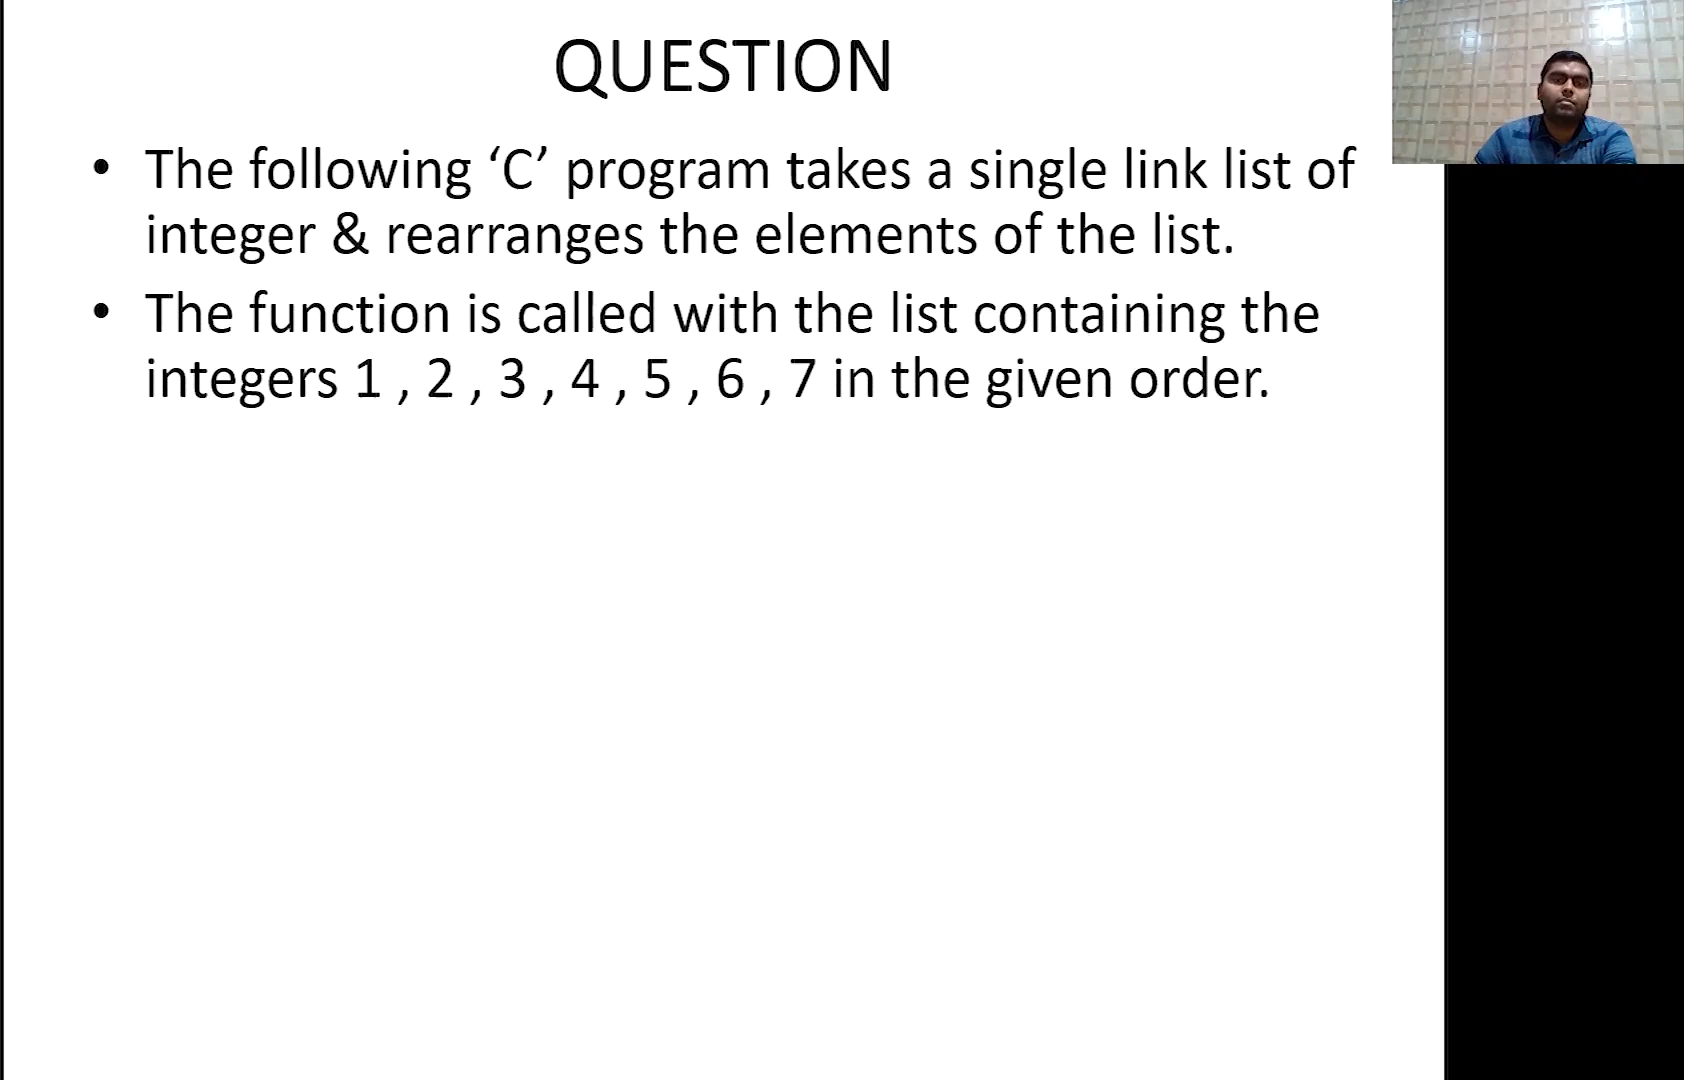 QUESTION
• The following ‘C’ program takes a single link list of
integer & rearranges the elements of the list.
• The function is called with the list containing the
integers 1 , 2 , 3 , 4 , 5 , 6 , 7 in the given order.